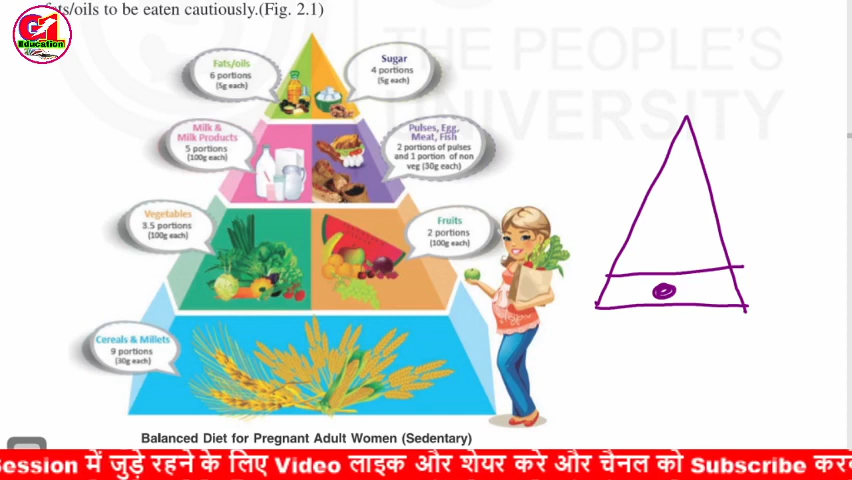 fats/oils to be eaten cautiously.(Fig. 2.1)
G1
Education
THE PEOPLE'S
UNIVERSITY
Fats/oils
6 portions
(5g each)
Sugar
4 portions
(5g each)
Milk &
Milk Products
5 portions
(100g each)
Pulses, Egg,
Meat, Fish
2 portions of pulses
and 1 portion of non
veg (30g each)
Vegetables
3.5 portions
(100g each)
Fruits
2 portions
(100g each)
Cereals & Millets
9 portions
(30g each)
Balanced Diet for Pregnant Adult Women (Sedentary)
Session में जुड़े रहने के लिए Video लाइक और शेयर करे और चैनल को Subscribe